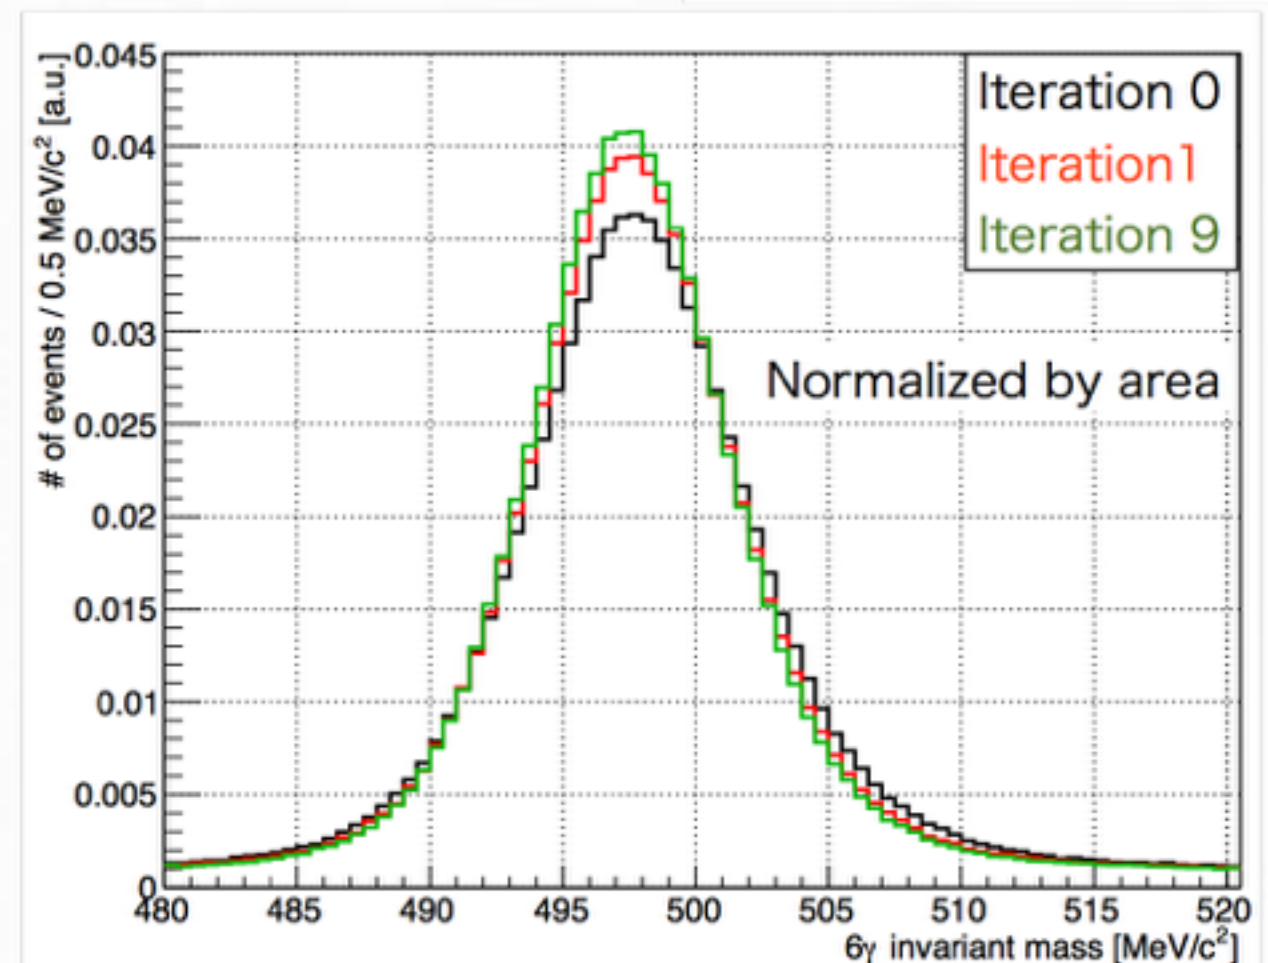 # of events / 0.5 MeV/c² [a.u.]
0.045
0.04
0.035
0.03
0.025
0.02
0.015
0.01
0.005
0
Iteration 0
Iteration1
Iteration 9
Normalized by area
480 485 490 495 500 505 510 515 520
6γ invariant mass [MeV/c²]